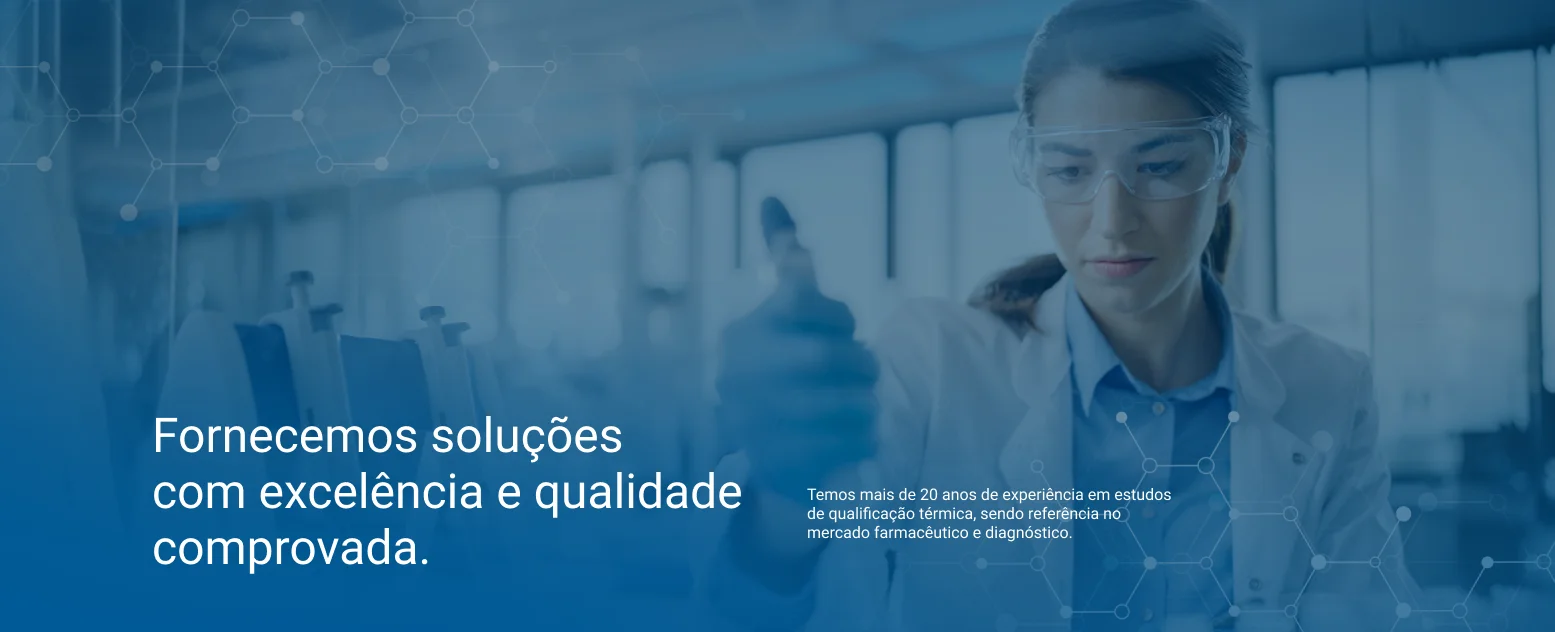 Fornecemos soluções
com excelência e qualidade
comprovada.
Temos mais de 20 anos de experiência em estudos
de qualificação térmica, sendo referência no
mercado farmacêutico e diagnóstico.